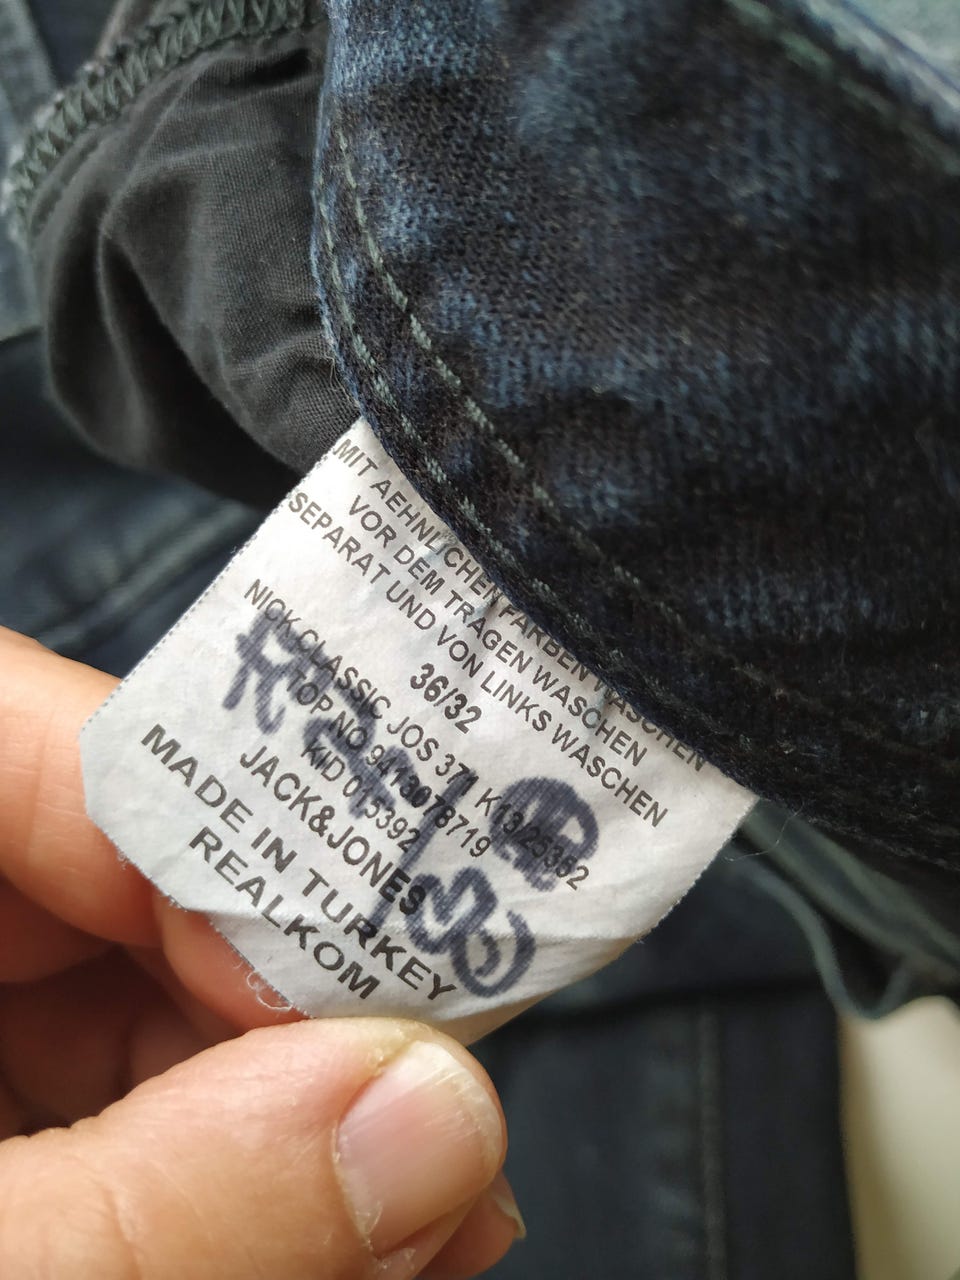 MIT AEHNLICHEN FARBEN WASCHEN
VOR DEM TRAGEN WASCHEN
SEPARAT UND VON LINKS WASCHEN
36/32
NICK CLASSIC JOS 371 K13/25362
TOP NO 9413078719
KID 015392
JACK&JONES
MADE IN TURKEY
REALKOM